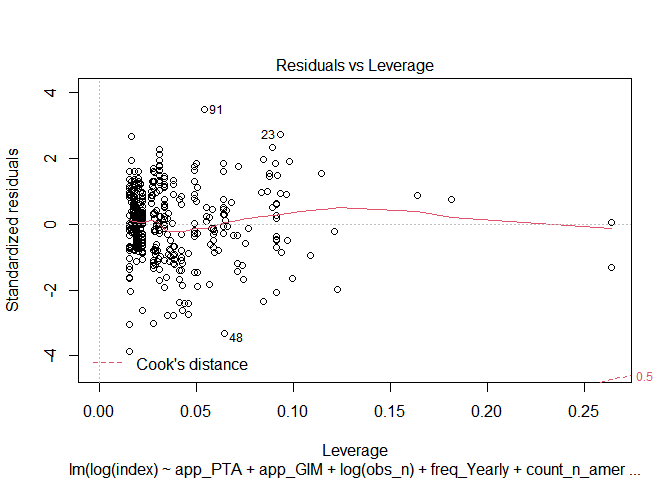 Residuals vs Leverage
Standardized residuals
4
2
0
-2
-4
91
23
48
Cook's distance
0.5
0.00 0.05 0.10 0.15 0.20 0.25
Leverage
lm(log(index) ~ app_PTA + app_GIM + log(obs_n) + freq_Yearly + count_n_amer ...